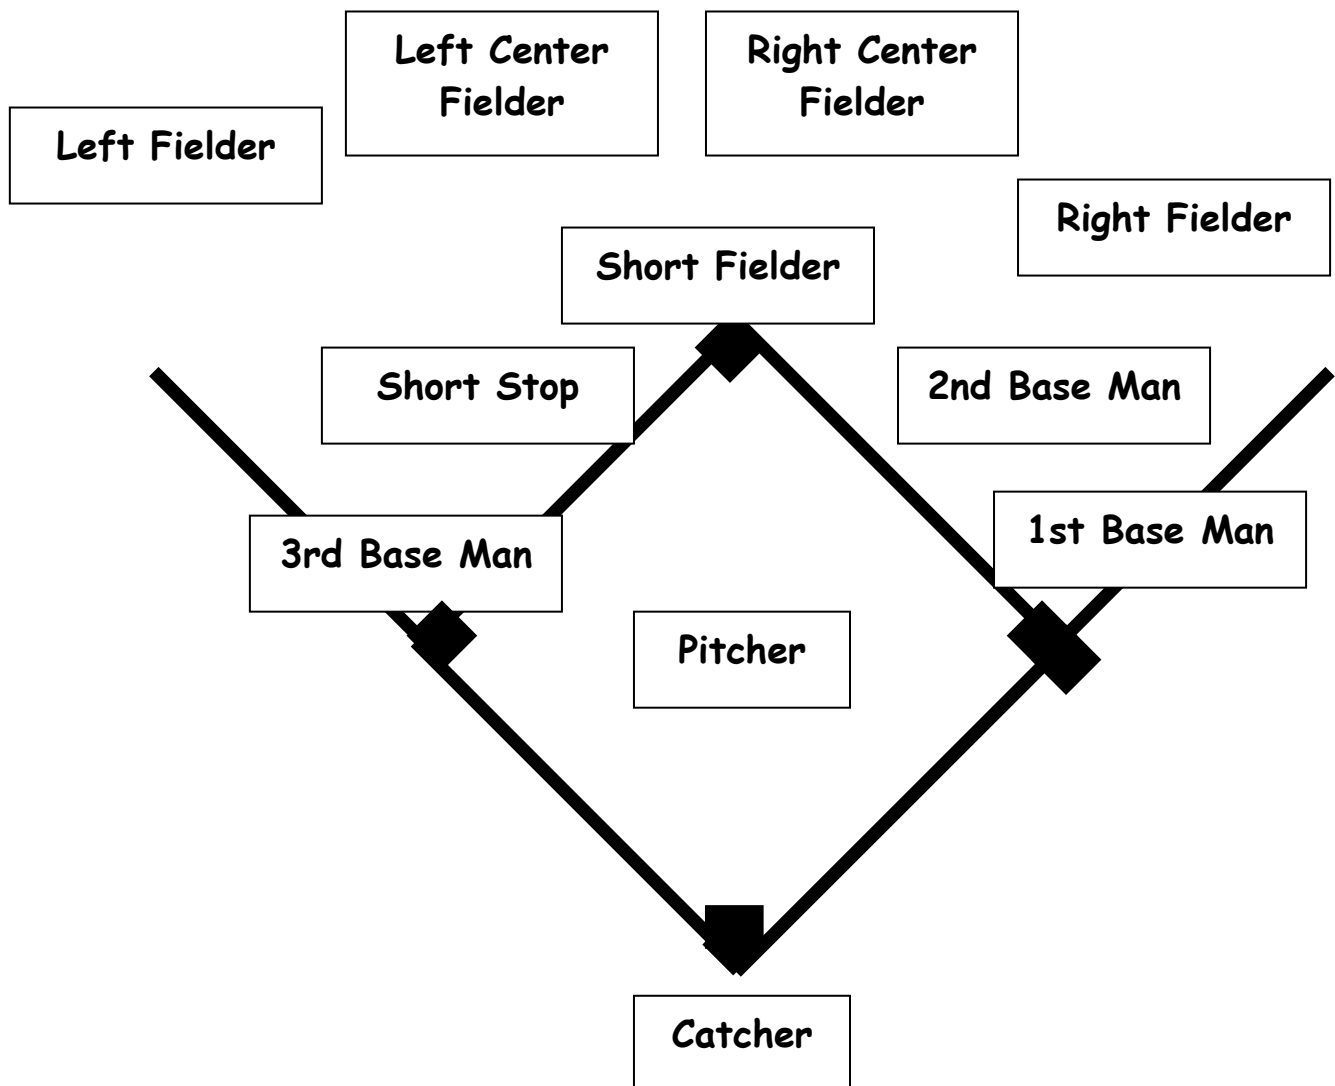 Left Center
Fielder
Right Center
Fielder
Left Fielder
Right Fielder
Short Fielder
Short Stop
2nd Base Man
1st Base Man
3rd Base Man
Pitcher
Catcher